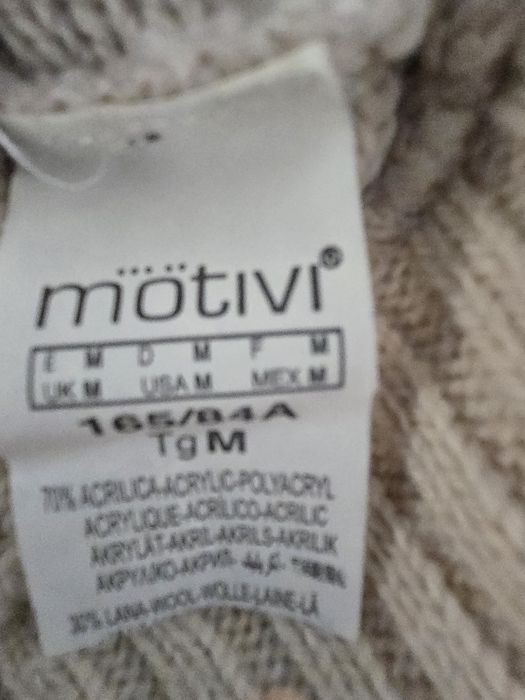 mötivi®
E M D M F M
UK M USA M MEX M
165/84A
Tg M
70% ACRILICA-ACRYLIC-POLYACRYL
ACRYLIQUE-ACRILICO-ACRILIC
AKRYLÁT-AKRIL-AKRILS-AKRILIK
30% LANA-WOOL-WOLLE-LAINE-LÃ